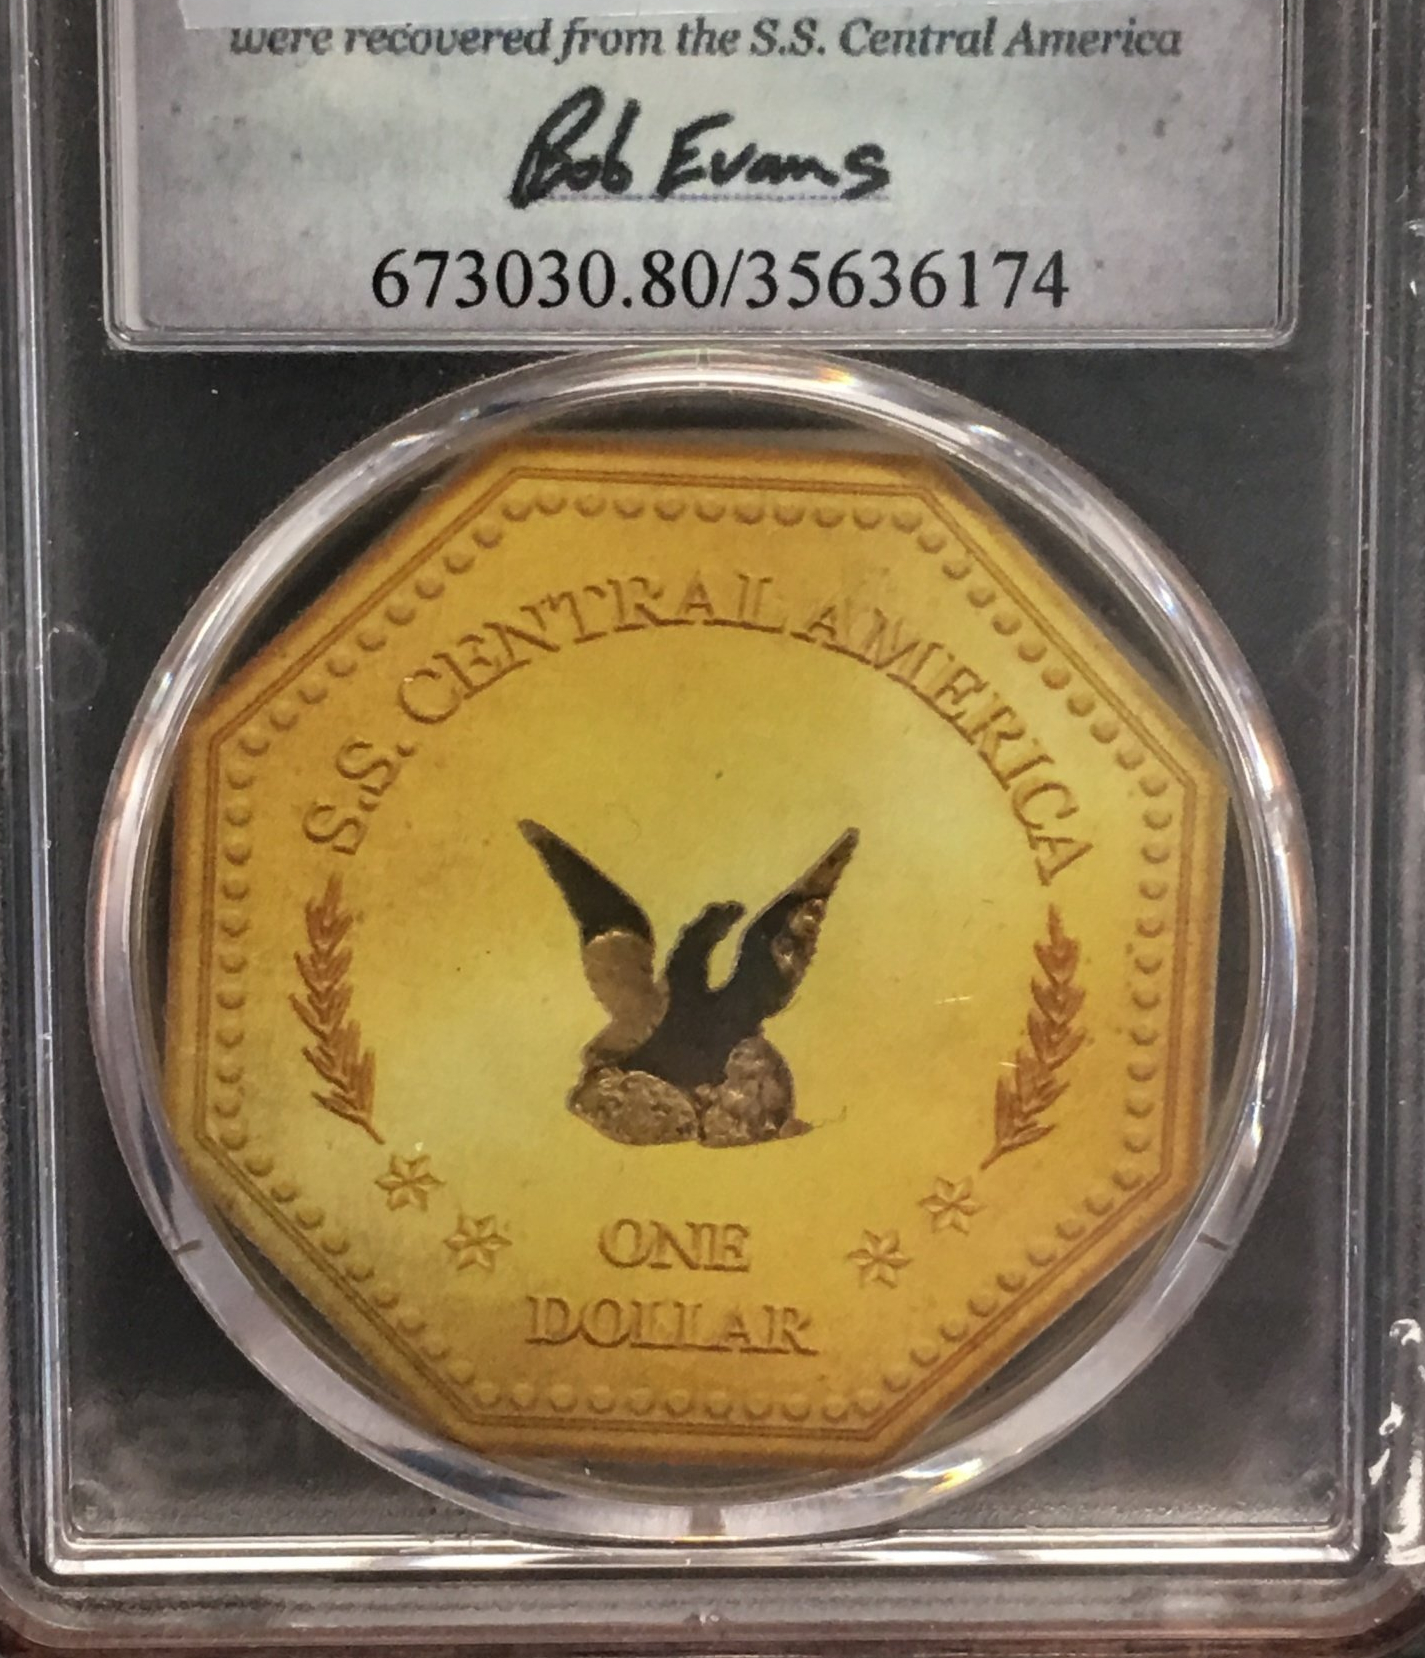 were recovered from the S.S. Central America
Bob Evans
673030.80/35636174
S.S. CENTRAL AMERICA
ONE
DOLLAR